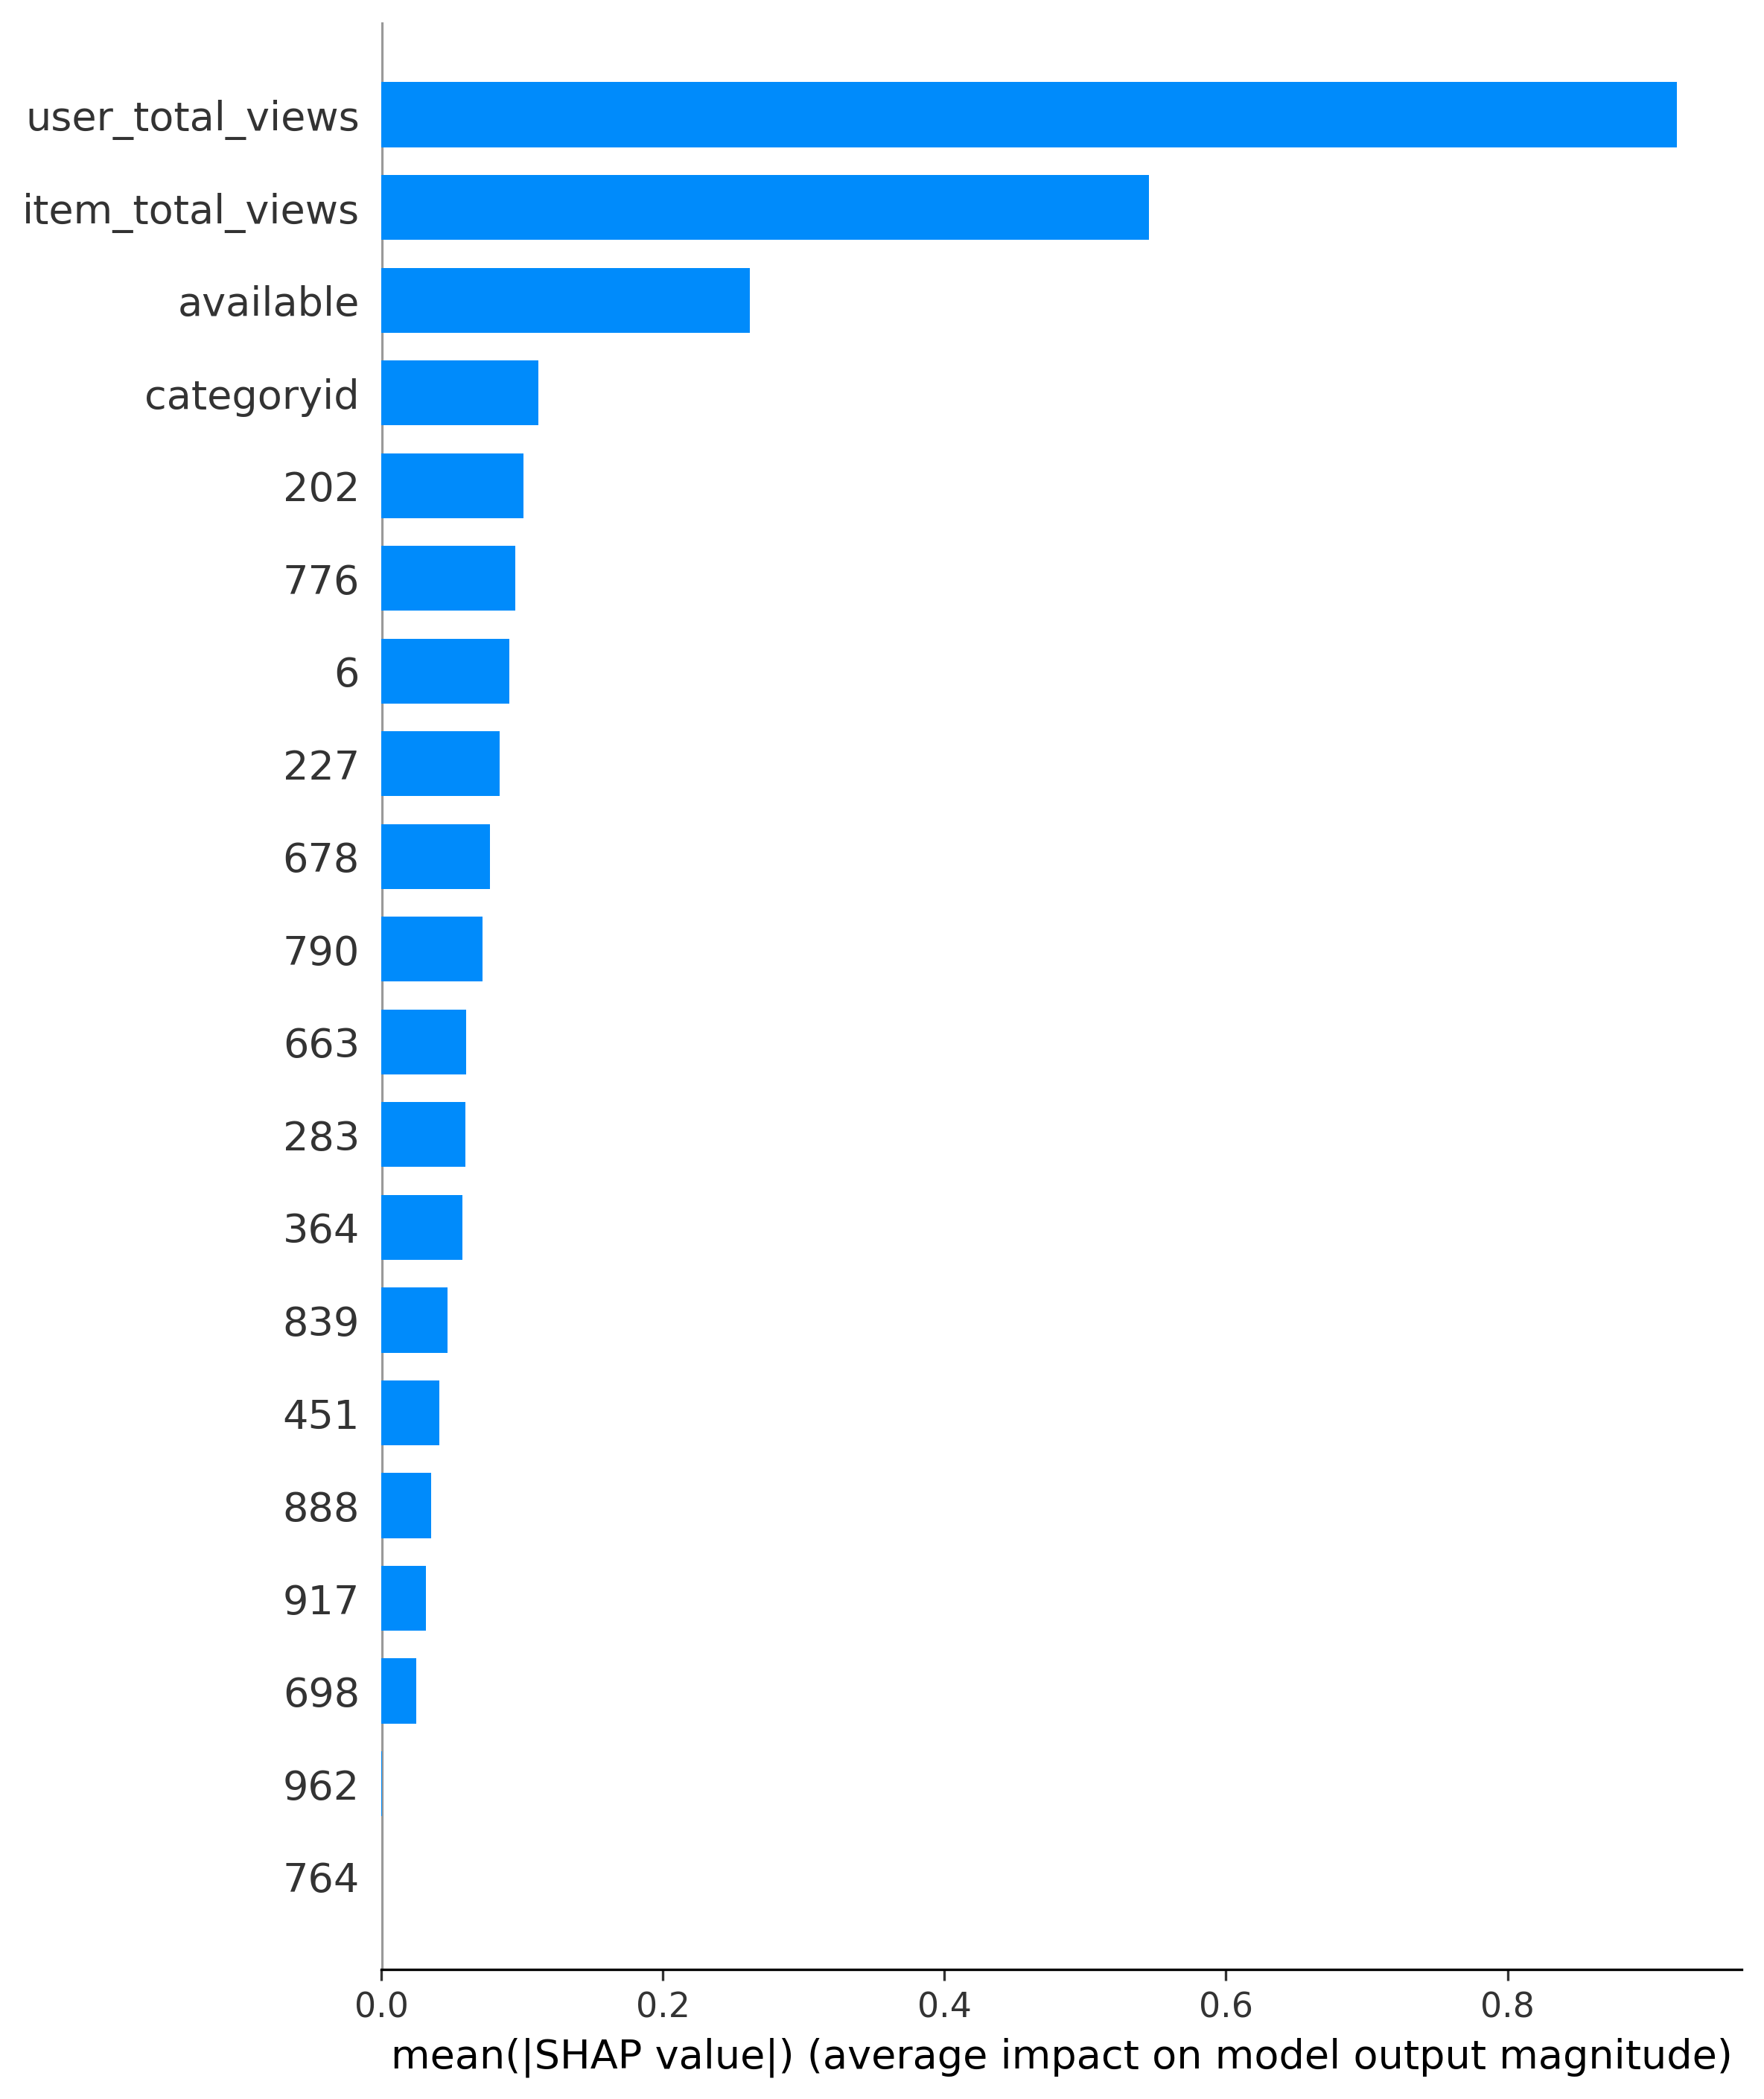 user_total_views
item_total_views
available
categoryid
202
776
6
227
678
790
663
283
364
839
451
888
917
698
962
764
0.0 0.2 0.4 0.6 0.8
mean(|SHAP value|) (average impact on model output magnitude)